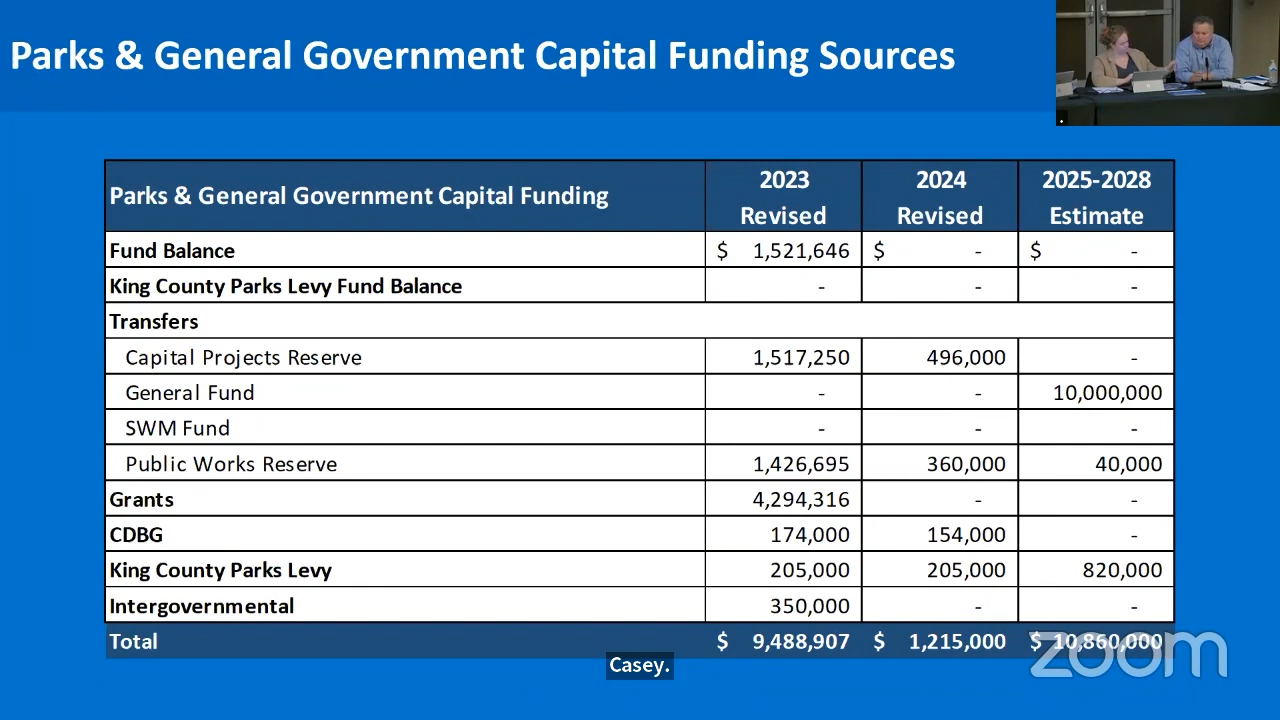 Parks & General Government Capital Funding Sources
Parks & General Government Capital Funding 2023 Revised 2024 Revised 2025-2028 Estimate
Fund Balance $ 1,521,646 $ - $ -
King County Parks Levy Fund Balance - - -
Transfers
Capital Projects Reserve 1,517,250 496,000 -
General Fund - - 10,000,000
SWM Fund - - -
Public Works Reserve 1,426,695 360,000 40,000
Grants 4,294,316 - -
CDBG 174,000 154,000 -
King County Parks Levy 205,000 205,000 820,000
Intergovernmental 350,000 - -
Total $ 9,488,907 $ 1,215,000 $ 10,860,000
zoom
Casey.